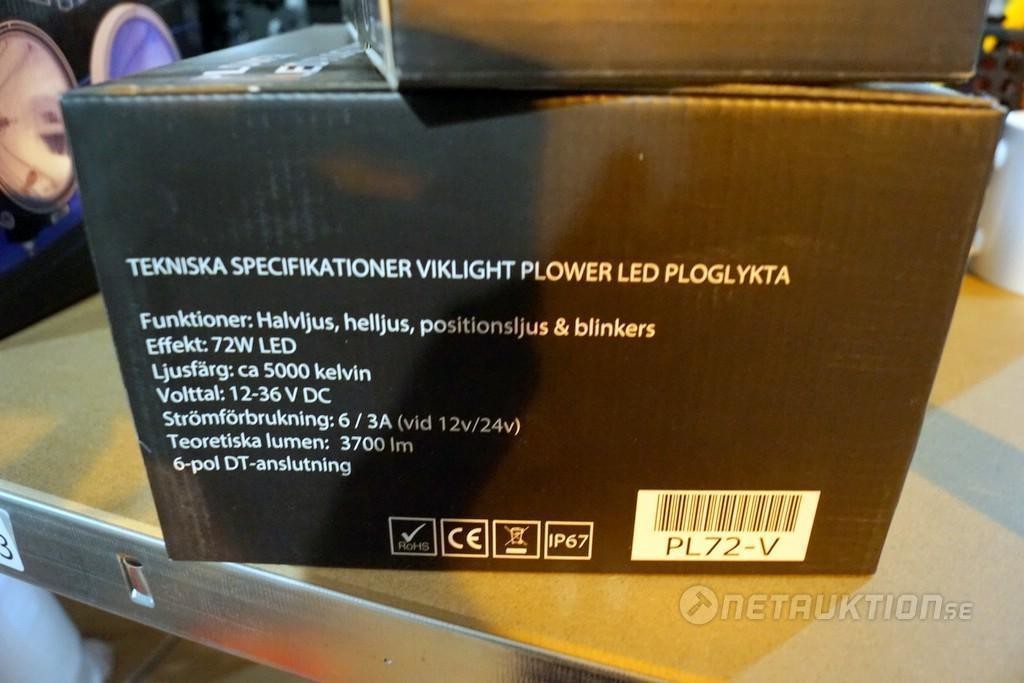 TEKNISKA SPECIFIKATIONER VIKLIGHT PLOWER LED PLOGLYKTA
Funktioner: Halvljus, helljus, positionsljus & blinkers
Effekt: 72W LED
Ljusfärg: ca 5000 kelvin
Volttal: 12-36 V DC
Strömförbrukning: 6 / 3A (vid 12v/24v)
Teoretiska lumen: 3700 lm
6-pol DT-anslutning
RoHS CE IP67
PL72-V
3
NETAUKTION.SE